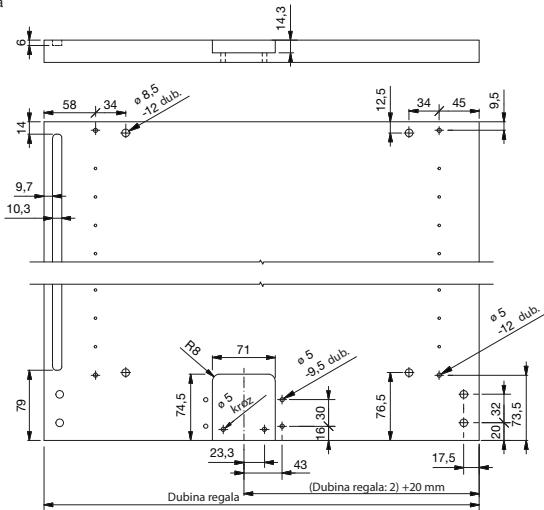 a
14,3
6
58
34
ø 8,5
-12 dub.
12,5
34
45
9,5
14
9,7
10,3
R8
71
ø 5
-9,5 dub.
ø 5
-12 dub.
79
74,5
ø 5
kroz
16
30
76,5
20
32
73,5
23,3
43
17,5
(Dubina regala: 2) +20 mm
Dubina regala